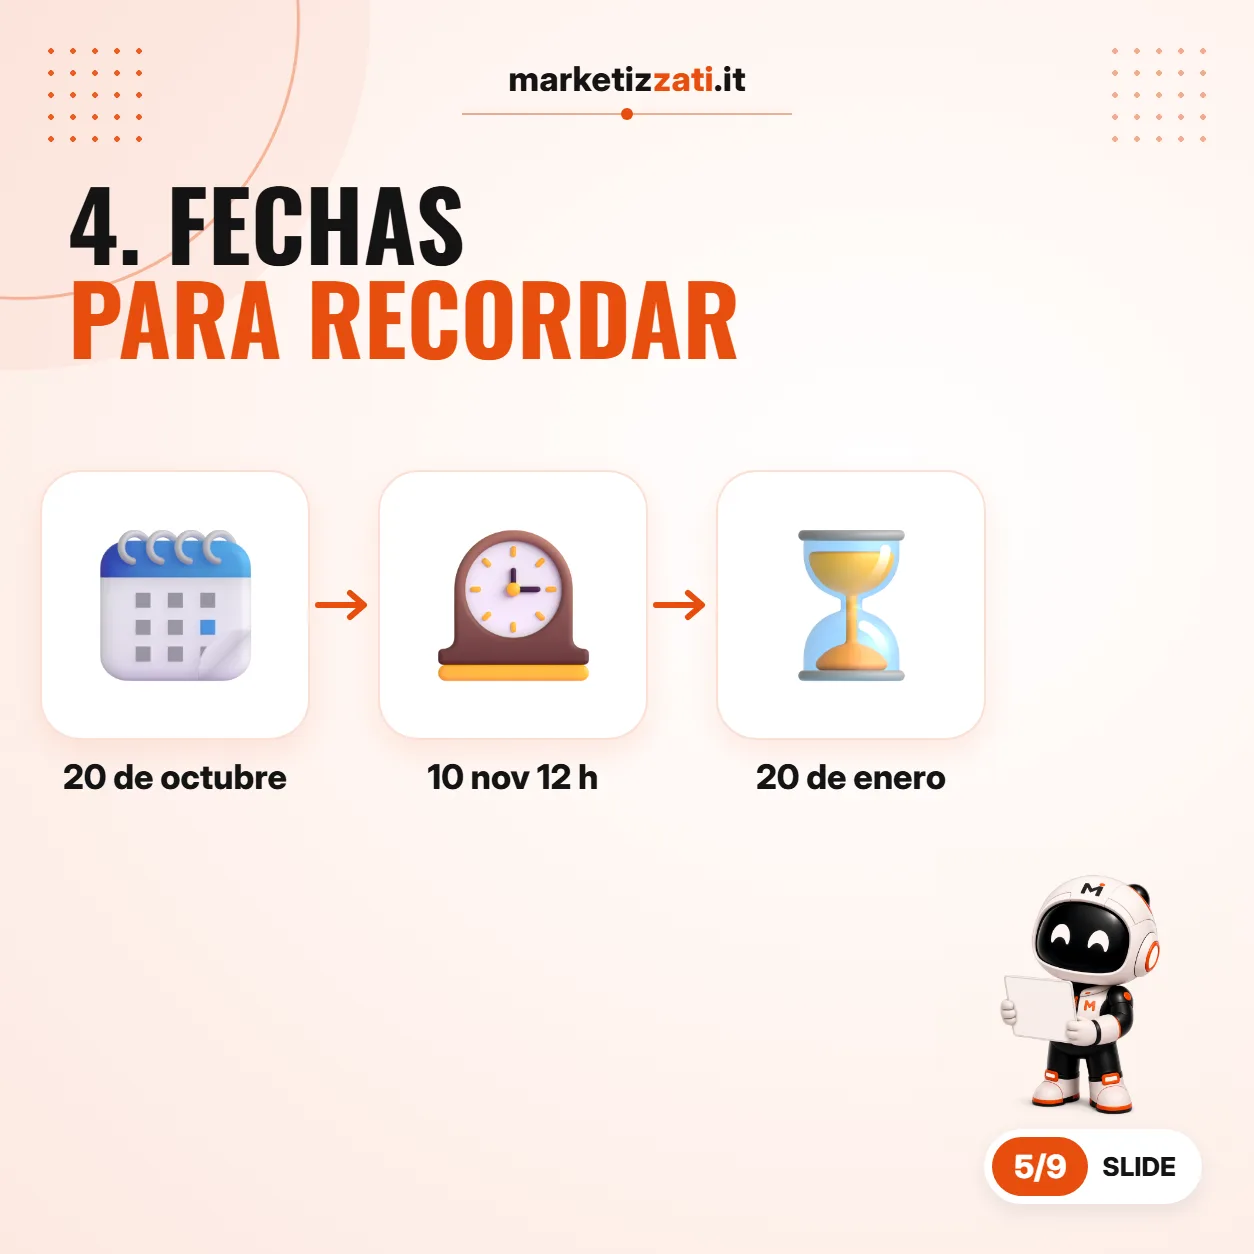 marketizzati.it
4. FECHAS
PARA RECORDAR
20 de octubre
10 nov 12 h
20 de enero
M
M
5/9 SLIDE